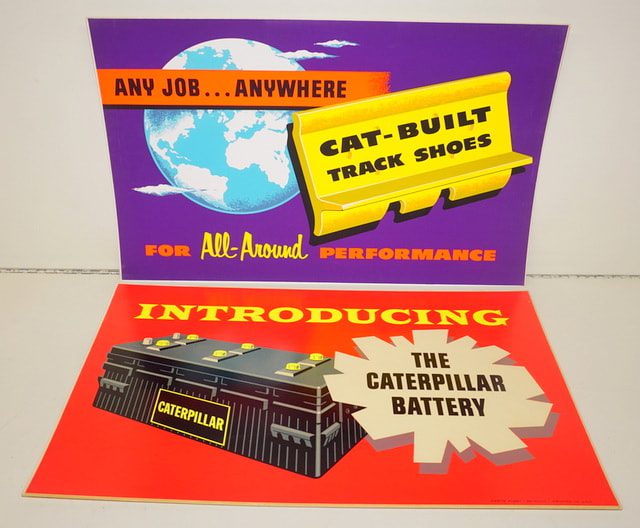 ANY JOB...ANYWHERE
CAT-BUILT
TRACK SHOES
FOR All-Around PERFORMANCE
INTRODUCING
THE
CATERPILLAR
BATTERY
CATERPILLAR